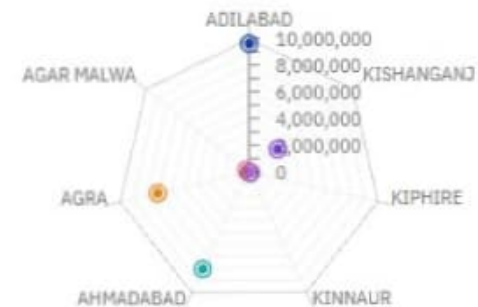 ADILABAD
10,000,000
8,000,000
AGAR MALWA
KISHANGANJ
6,000,000
4,000,000
,000,000
0
AGRA
KIPHIRE
AHMADABAD
KINNAUR